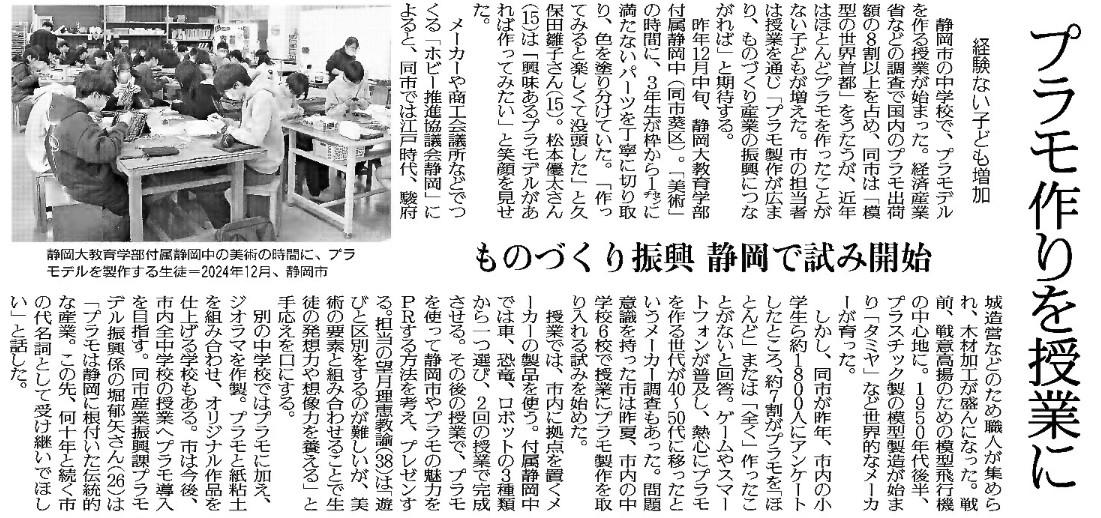 プラモ作りを授業に
経験ない子ども増加
ものづくり振興 静岡で試み開始
静岡市の中学校で、プラモデル
を作る授業が始まった。経済産業
省などの調査で国内のプラモ出荷
額の8割以上を占め、同市は「模
型の世界首都」をうたうが、近年
はほとんどプラモを作ったことが
ない子どもが増えた。市の担当者
は授業を通じ「プラモ製作が広ま
り、ものづくり産業の振興につな
がれば」と期待する。
昨年12月中旬、静岡大教育学部
付属静岡中(同市葵区)。「美術」
の時間に、3年生が枠から1㌢に
満たないパーツを丁寧に切り取
り、色を塗り分けていた。「作っ
てみると楽しくて没頭した」と久
保田雛子さん(15)。松本優太さん
(15)は「興味あるプラモデルがあ
れば作ってみたい」と笑顔を見せ
た。
メーカーや商工会議所などでつ
くる「ホビー推進協議会静岡」に
よると、同市では江戸時代、駿府
城造営などのため職人が集めら
れ、木材加工が盛んになった。戦
前、戦意高揚のための模型飛行機
の中心地に。1950年代後半、
プラスチック製の模型製造が始ま
り「タミヤ」など世界的なメーカ
ーが育った。
しかし、同市が昨年、市内の小
学生ら約1800人にアンケート
したところ、約7割がプラモを「ほ
とんど」または「全く」作ったこ
とがないと回答。ゲームやスマー
トフォンが普及し、熱心にプラモ
を作る世代が40〜50代に移ったと
いうメーカー調査もあった。問題
意識を持った市は昨夏、市内の中
学校6校で授業にプラモ製作を取
り入れる試みを始めた。
授業では、市内に拠点を置くメ
ーカーの製品を使う。付属静岡中
では車、恐竜、ロボットの3種類
から一つ選び、2回の授業で完成
させる。その後の授業で、プラモ
を使って静岡市やプラモの魅力を
PRする方法を考え、プレゼンす
る。担当の望月理恵教諭(38)は「遊
びと区別をするのが難しいが、美
術の要素と組み合わせることで生
徒の発想力や想像力を養える」と
手応えを口にする。
別の中学校ではプラモに加え、
ジオラマを作製。プラモと紙粘土
を組み合わせ、オリジナル作品を
仕上げる学校もある。市は今後、
市内全中学校の授業へプラモ導入
を目指す。同市産業振興課プラモ
デル振興係の堀郁矢さん(26)は
「プラモは静岡に根付いた伝統的
な産業。この先、何十年と続く市
の代名詞として受け継いでほし
い」と話した。
静岡大教育学部付属静岡中の美術の時間に、プラ
モデルを製作する生徒=2024年12月、静岡市